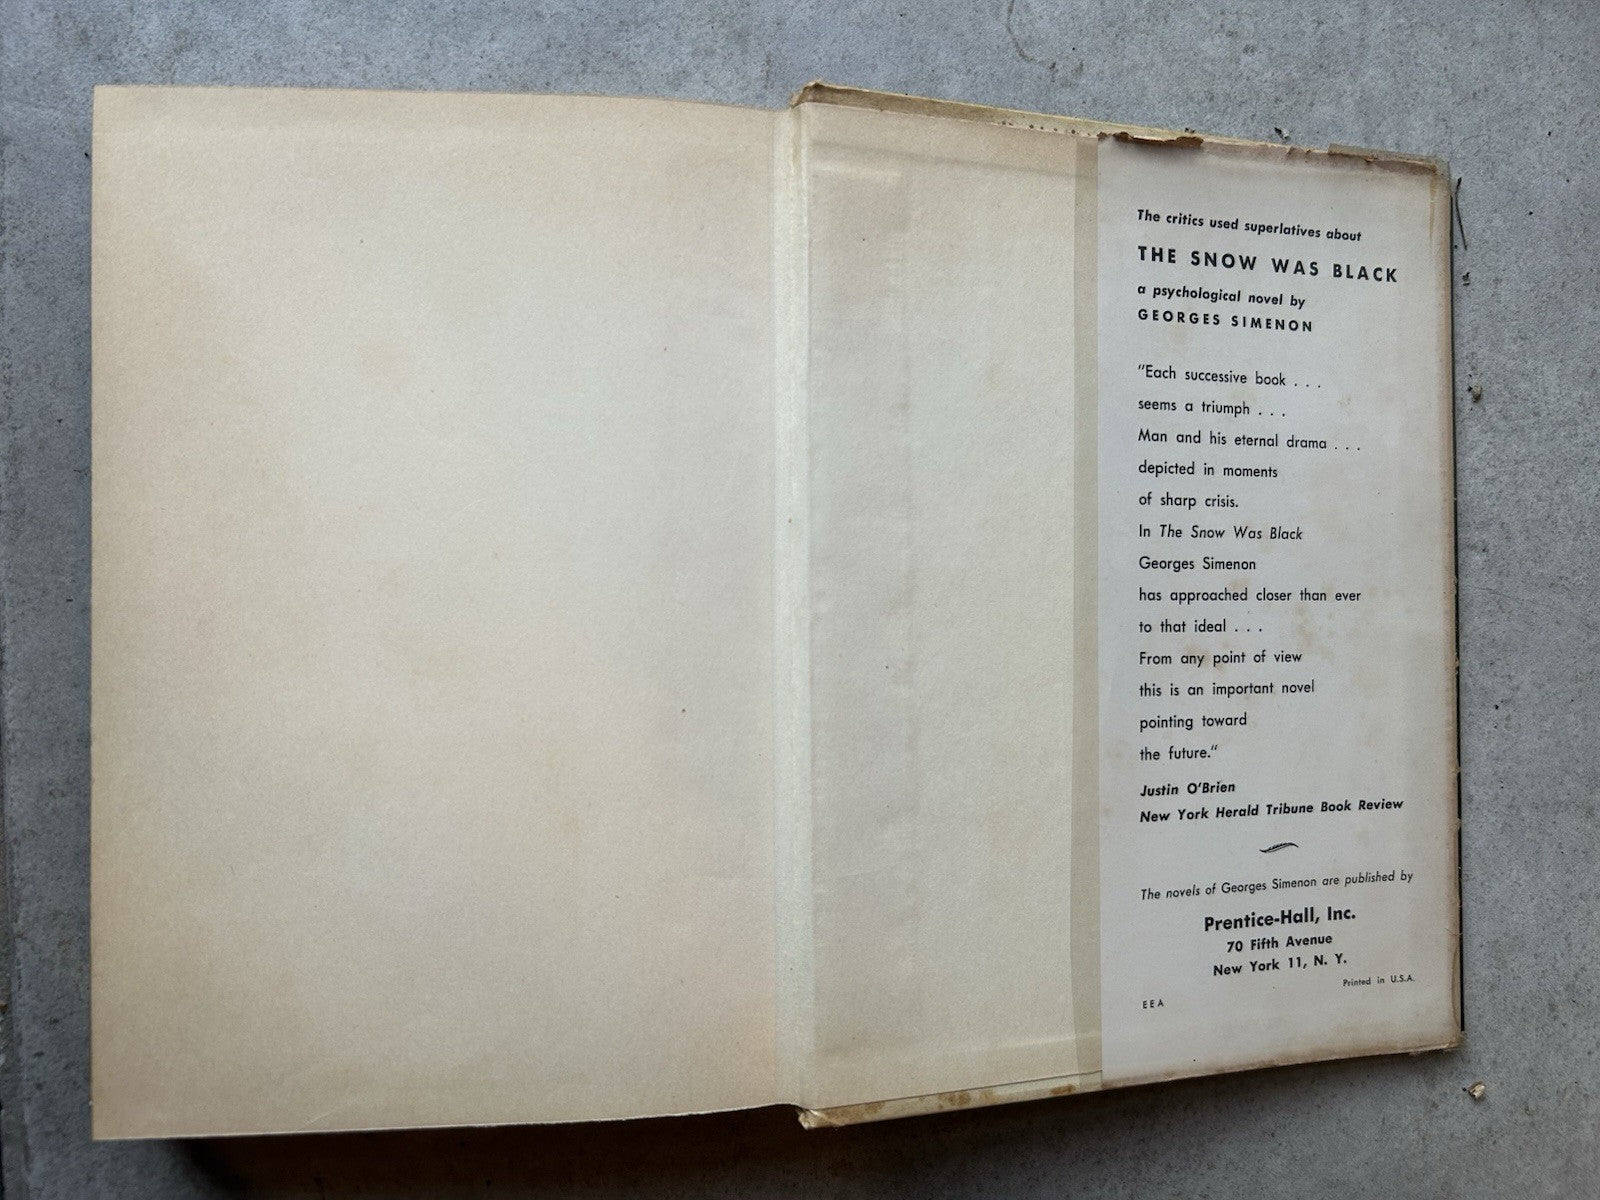 The critics used superlatives about
THE SNOW WAS BLACK
a psychological novel by
GEORGES SIMENON
"Each successive book . . .
seems a triumph . . .
Man and his eternal drama . . .
depicted in moments
of sharp crisis.
In The Snow Was Black
Georges Simenon
has approached closer than ever
to that ideal . . .
From any point of view
this is an important novel
pointing toward
the future."
Justin O'Brien
New York Herald Tribune Book Review
The novels of Georges Simenon are published by
Prentice-Hall, Inc.
70 Fifth Avenue
New York 11, N. Y.
Printed in U.S.A.
EEA